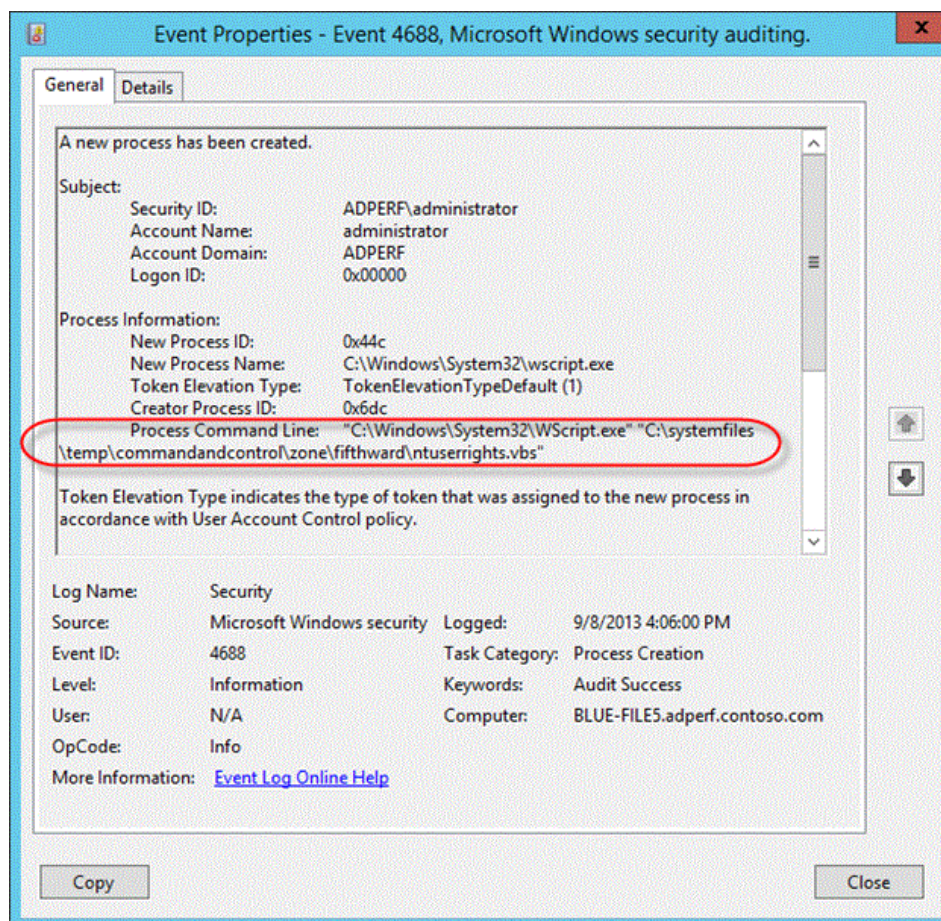 Event Properties - Event 4688, Microsoft Windows security auditing.
x
General Details
A new process has been created.
Subject:
Security ID: ADPERF\administrator
Account Name: administrator
Account Domain: ADPERF
Logon ID: 0x00000
Process Information:
New Process ID: 0x44c
New Process Name: C:\Windows\System32\wscript.exe
Token Elevation Type: TokenElevationTypeDefault (1)
Creator Process ID: 0x6dc
Process Command Line: "C:\Windows\System32\WScript.exe" "C:\systemfiles
\temp\commandandcontrol\zone\fifthward\ntuserrights.vbs"
Token Elevation Type indicates the type of token that was assigned to the new process in
accordance with User Account Control policy.
Log Name: Security
Source: Microsoft Windows security Logged: 9/8/2013 4:06:00 PM
Event ID: 4688 Task Category: Process Creation
Level: Information Keywords: Audit Success
User: N/A Computer: BLUE-FILE5.adperf.contoso.com
OpCode: Info
More Information: Event Log Online Help
Copy Close